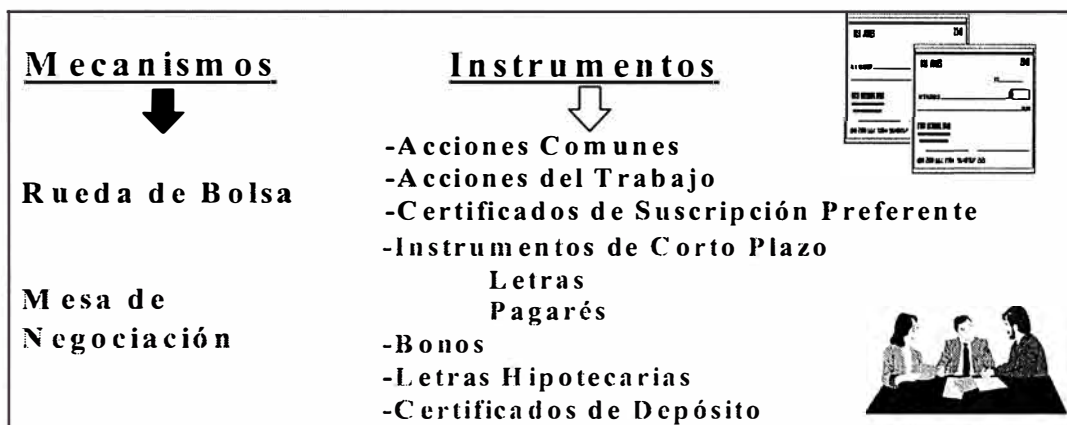 Mecanismos
Rueda de Bolsa
Mesa de
Negociación
Instrumentos
-Acciones Comunes
-Acciones del Trabajo
-Certificados de Suscripción Preferente
-Instrumentos de Corto Plazo
Letras
Pagarés
-Bonos
-Letras Hipotecarias
-Certificados de Depósito